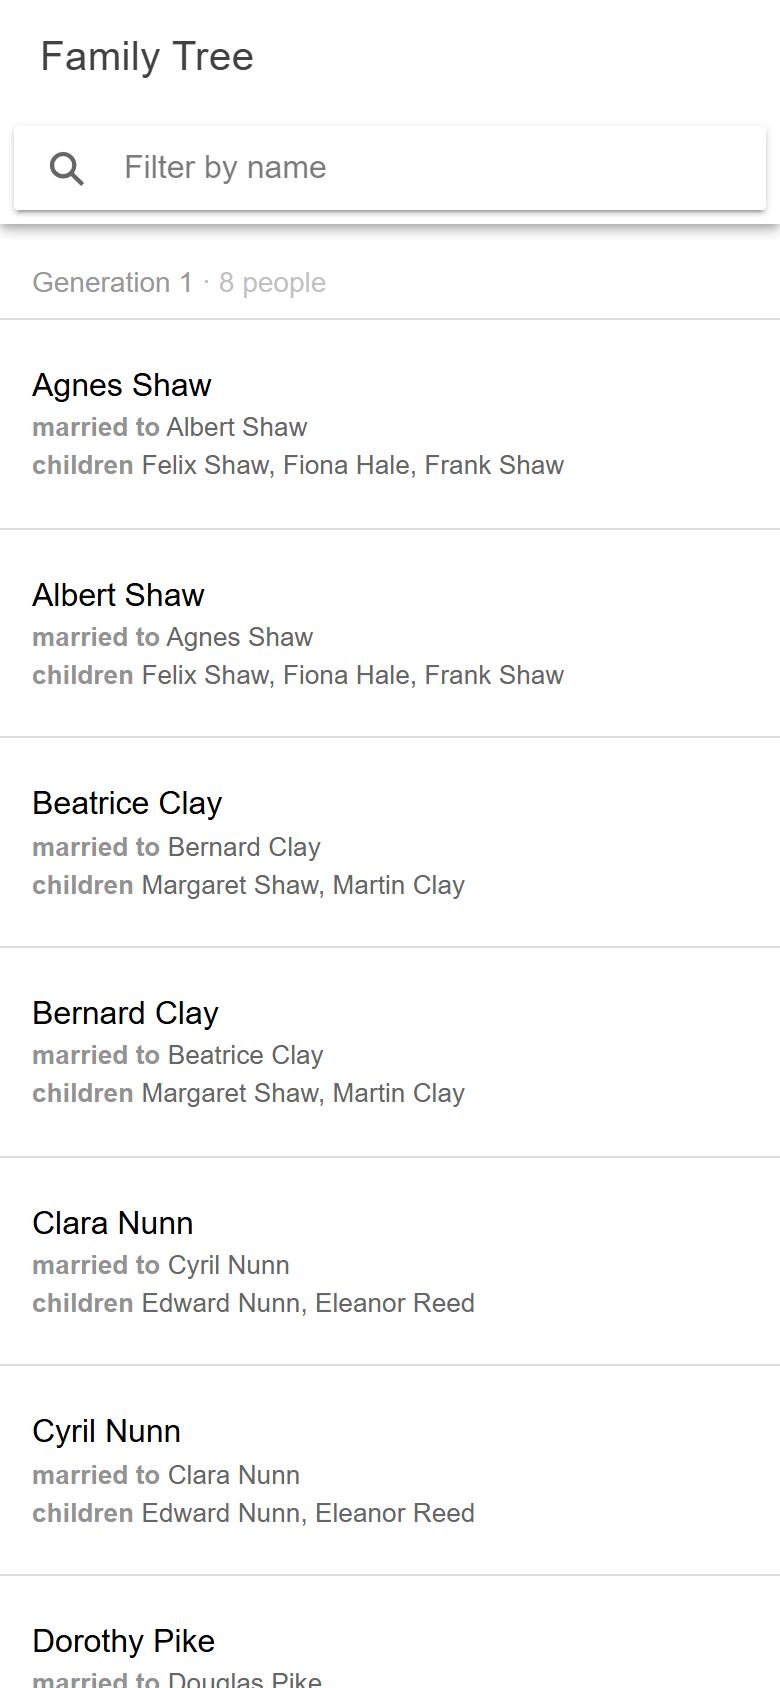 Family Tree
Filter by name
Generation 1 · 8 people
Agnes Shaw
married to Albert Shaw
children Felix Shaw, Fiona Hale, Frank Shaw
Albert Shaw
married to Agnes Shaw
children Felix Shaw, Fiona Hale, Frank Shaw
Beatrice Clay
married to Bernard Clay
children Margaret Shaw, Martin Clay
Bernard Clay
married to Beatrice Clay
children Margaret Shaw, Martin Clay
Clara Nunn
married to Cyril Nunn
children Edward Nunn, Eleanor Reed
Cyril Nunn
married to Clara Nunn
children Edward Nunn, Eleanor Reed
Dorothy Pike
married to Douglas Pike